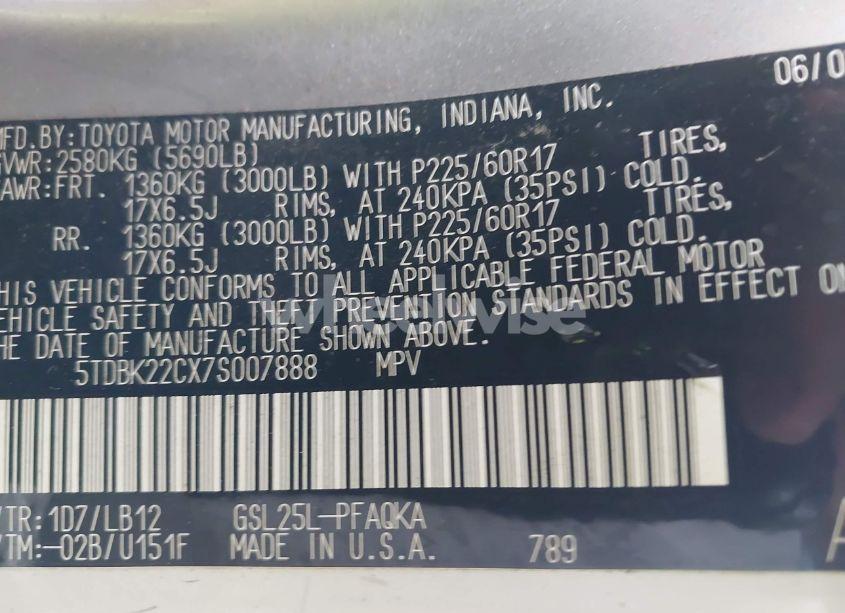 06/0
MFD. BY: TOYOTA MOTOR MANUFACTURING, INDIANA, INC.
GVWR: 2580KG (5690LB)
GAWR: FRT. 1360KG (3000LB) WITH P225/60R17 TIRES,
17X6.5J RIMS, AT 240KPA (35PSI) COLD.
RR. 1360KG (3000LB) WITH P225/60R17 TIRES,
17X6.5J RIMS, AT 240KPA (35PSI) COLD.
THIS VEHICLE CONFORMS TO ALL APPLICABLE FEDERAL MOTOR
VEHICLE SAFETY AND THEFT PREVENTION STANDARDS IN EFFECT ON
THE DATE OF MANUFACTURE SHOWN ABOVE.
5TDBK22CX7S007888 MPV
/TR: 1D7/LB12 GSL25L-PFAQKA
/TM:-02B/U151F MADE IN U.S.A. 789 A
wheelwise